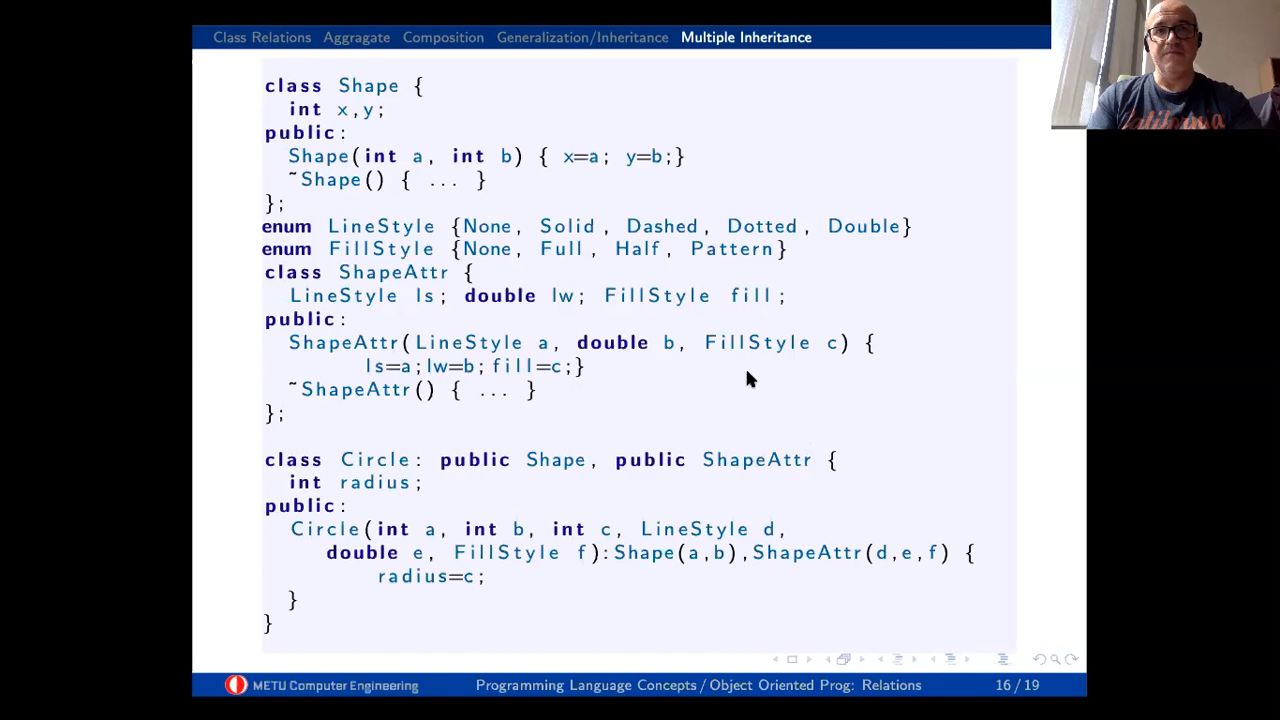 Class Relations Aggregate Composition Generalization/Inheritance Multiple Inheritance
class Shape {
int x,y;
public:
Shape(int a, int b) { x=a; y=b;}
~Shape() { ... }
};
enum LineStyle {None, Solid, Dashed, Dotted, Double}
enum FillStyle {None, Full, Half, Pattern}
class ShapeAttr {
LineStyle ls; double lw; FillStyle fill;
public:
ShapeAttr(LineStyle a, double b, FillStyle c) {
ls=a;lw=b;fill=c;}
~ShapeAttr() { ... }
};
class Circle: public Shape, public ShapeAttr {
int radius;
public:
Circle(int a, int b, int c, LineStyle d,
double e, FillStyle f):Shape(a,b),ShapeAttr(d,e,f) {
radius=c;
}
}
METU Computer Engineering Programming Language Concepts/Object Oriented Prog: Relations 16/19
California